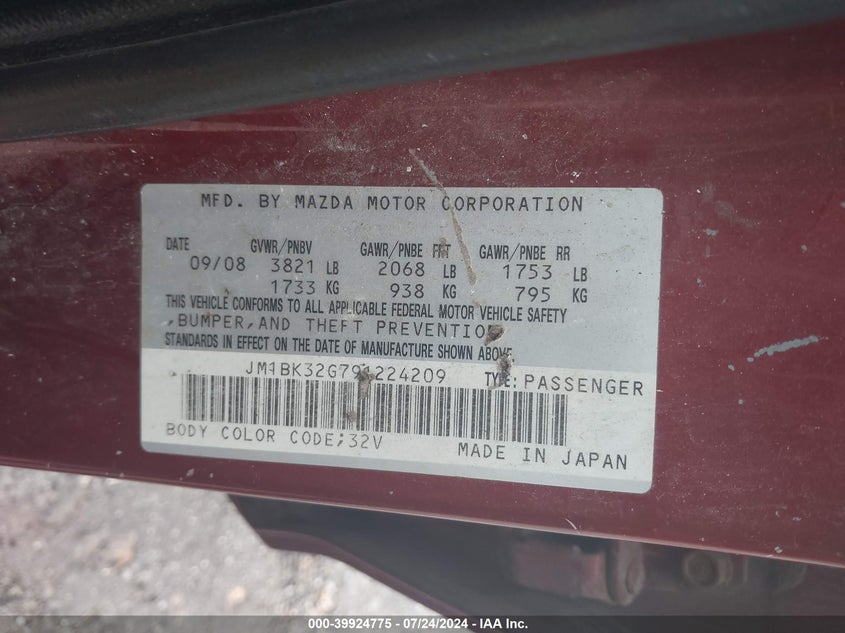 MFD. BY MAZDA MOTOR CORPORATION
DATE GVWR/PNBV GAWR/PNBE FRT GAWR/PNBE RR
09/08 3821 LB 2068 LB 1753 LB
1733 KG 938 KG 795 KG
THIS VEHICLE CONFORMS TO ALL APPLICABLE FEDERAL MOTOR VEHICLE SAFETY
,BUMPER,AND THEFT PREVENTION
STANDARDS IN EFFECT ON THE DATE OF MANUFACTURE SHOWN ABOVE.
JM1BK32G791224209 TYPE:PASSENGER
BODY COLOR CODE;32V
MADE IN JAPAN
000-39924775 - 07/24/2024 - IAA Inc.